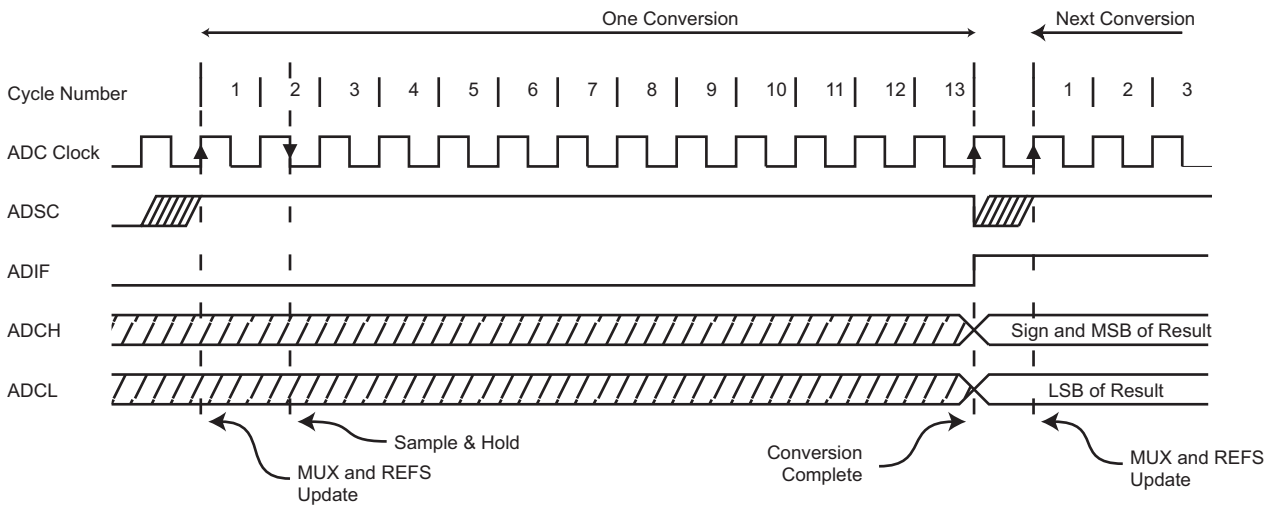 One Conversion
Next Conversion
Cycle Number 1 2 3 4 5 6 7 8 9 10 11 12 13 1 2 3
ADC Clock
ADSC
ADIF
ADCH
Sign and MSB of Result
ADCL
LSB of Result
Sample & Hold
MUX and REFS
Update
Conversion
Complete
MUX and REFS
Update